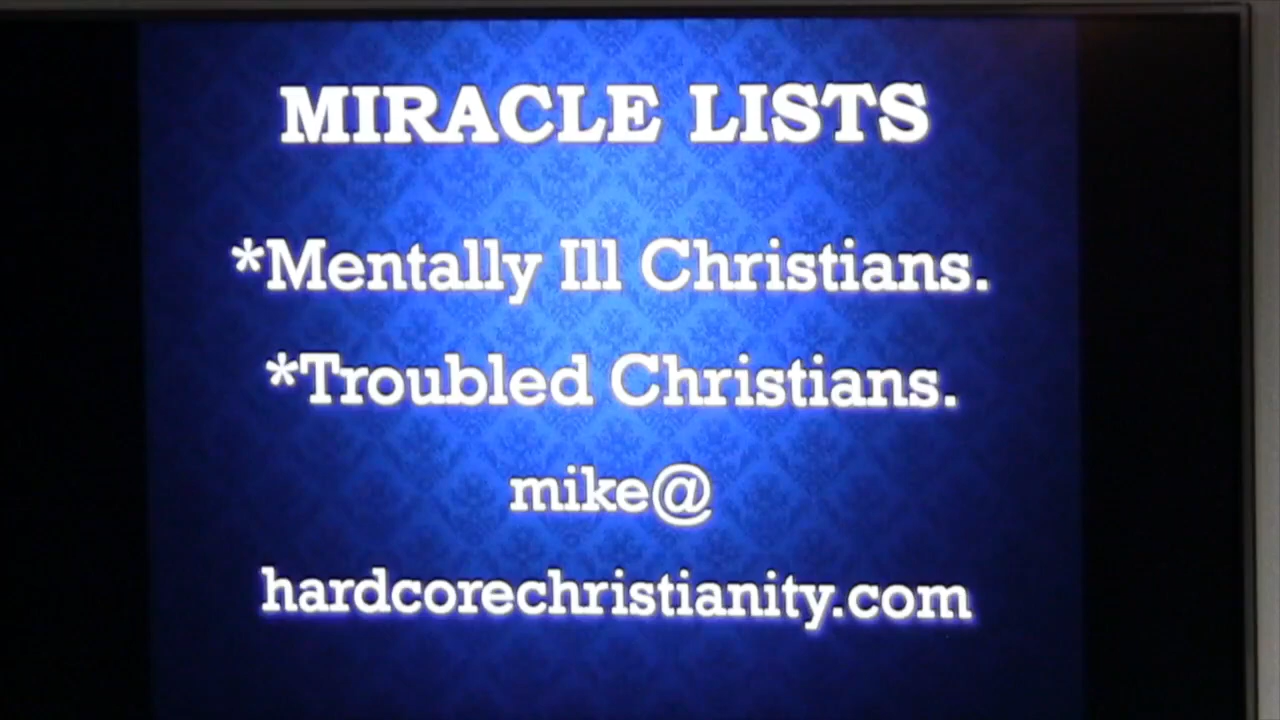 MIRACLE LISTS
*Mentally Ill Christians.
*Troubled Christians.
mike@
hardcorechristianity.com